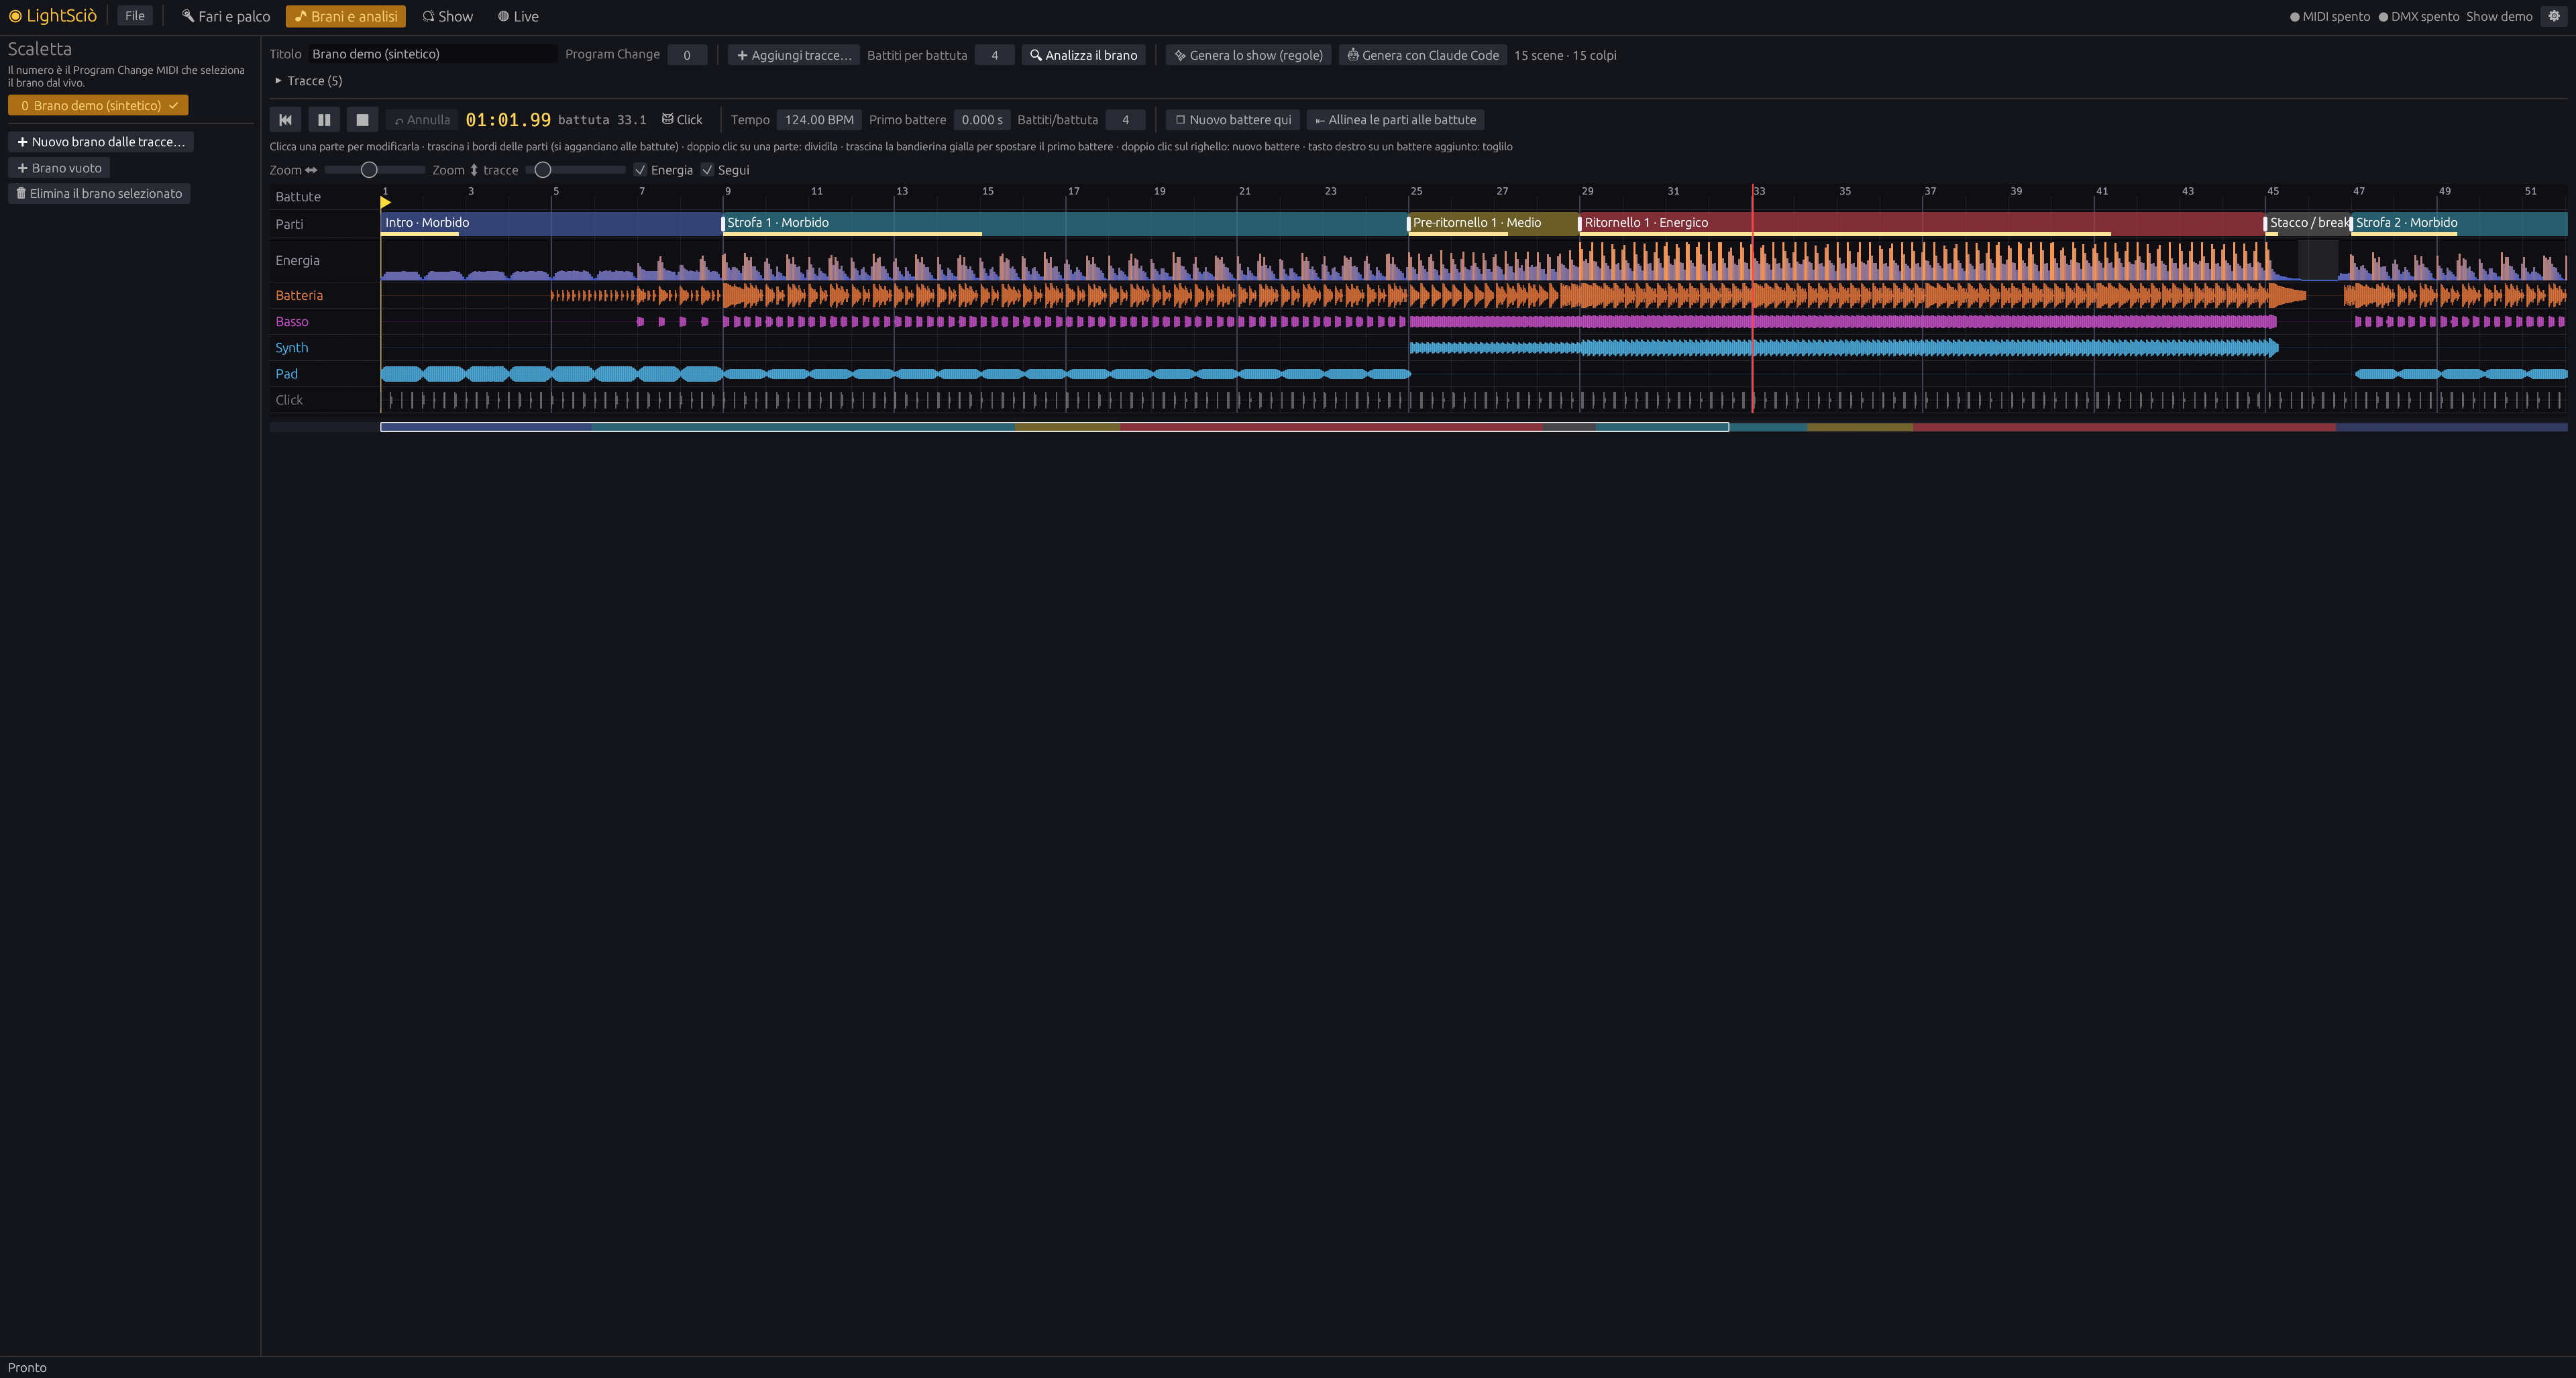 LightSciò File Fari e palco Brani e analisi Show Live MIDI spento DMX spento Show demo
Scaletta
Il numero è il Program Change MIDI che seleziona
il brano dal vivo.
0 Brano demo (sintetico)
Nuovo brano dalle tracce...
Brano vuoto
Elimina il brano selezionato
Titolo Brano demo (sintetico) Program Change 0 Aggiungi tracce... Battiti per battuta 4 Analizza il brano Genera lo show (regole) Genera con Claude Code 15 scene · 15 colpi
Tracce (5)
Annulla 01:01.99 battuta 33.1 Click Tempo 124.00 BPM Primo battere 0.000 s Battiti/battuta 4 Nuovo battere qui Allinea le parti alle battute
Clicca una parte per modificarla · trascina i bordi delle parti (si agganciano alle battute) · doppio clic su una parte: dividila · trascina la bandierina gialla per spostare il primo battere · doppio clic sul righello: nuovo battere · tasto destro su un battere aggiunto: toglilo
Zoom Zoom tracce Energia Segui
Battute 1 3 5 7 9 11 13 15 17 19 21 23 25 27 29 31 33 35 37 39 41 43 45 47 49 51
Parti Intro · Morbido Strofa 1 · Morbido Pre-ritornello 1 · Medio Ritornello 1 · Energico Stacco / break Strofa 2 · Morbido
Energia
Batteria
Basso
Synth
Pad
Click
Pronto